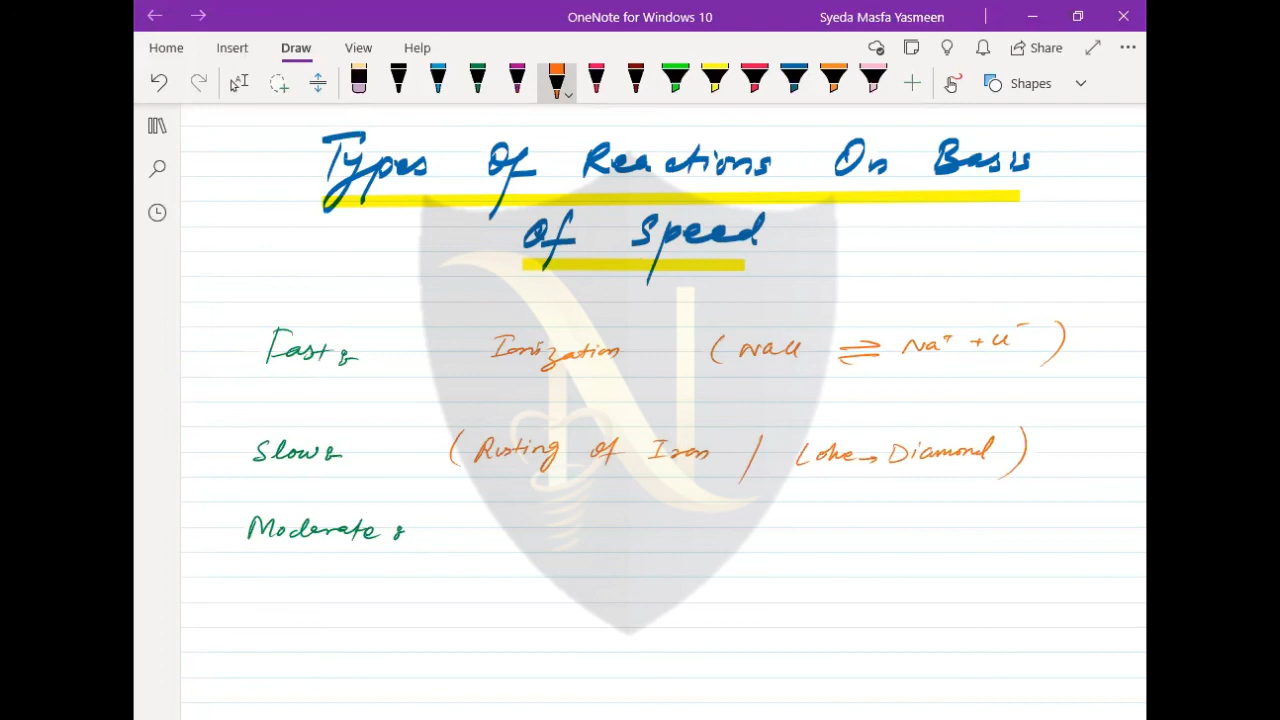 OneNote for Windows 10
Syeda Masfa Yasmeen
Home Insert Draw View Help
Share
Shapes
Types Of Reactions On Basis
Of Speed
Fast: Ionization (NaCl ⇌ Na⁺ + Cl⁻)
Slow: (Rusting of Iron / Coke → Diamond)
Moderate:
N